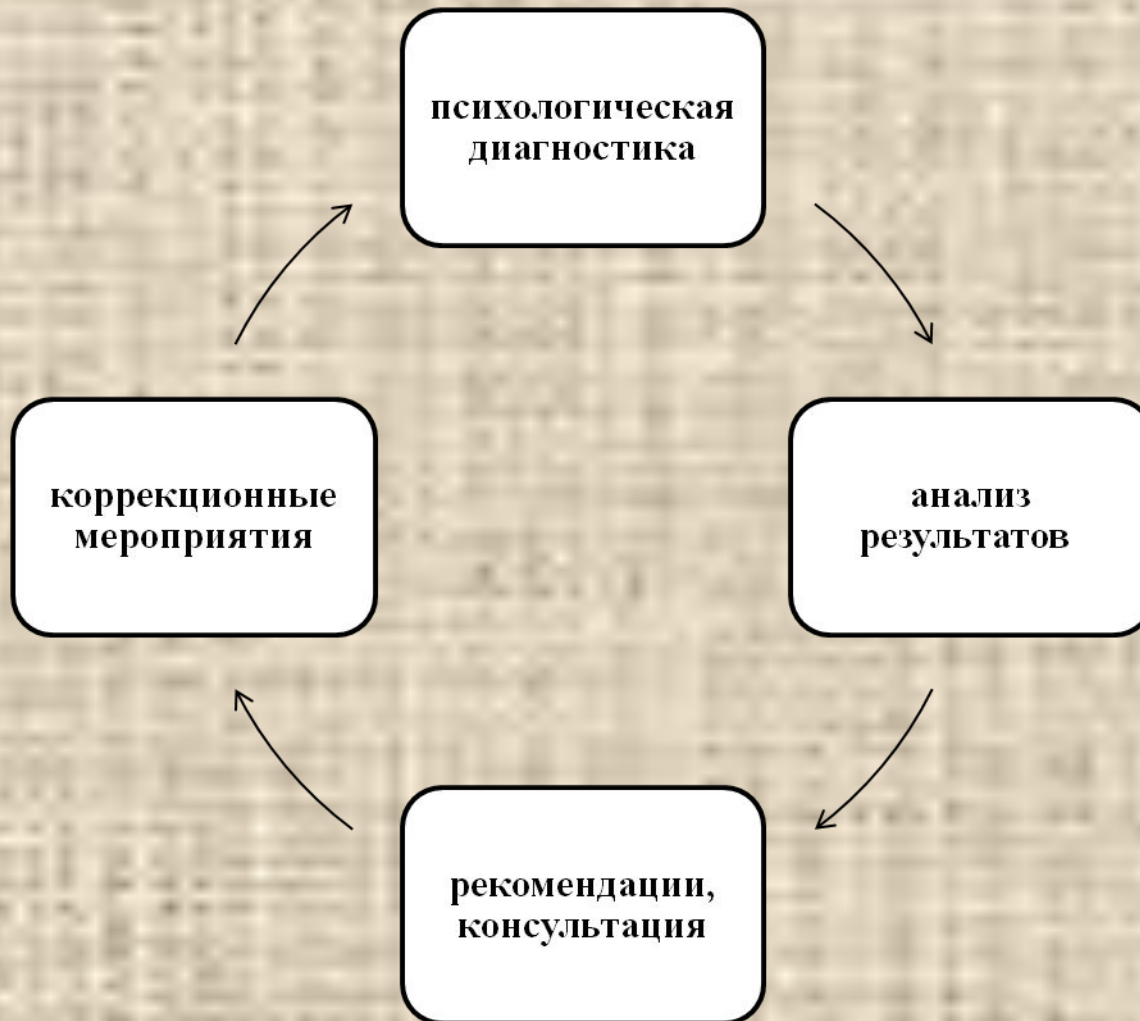 психологическая
диагностика
анализ
результатов
рекомендации,
консультация
коррекционные
мероприятия